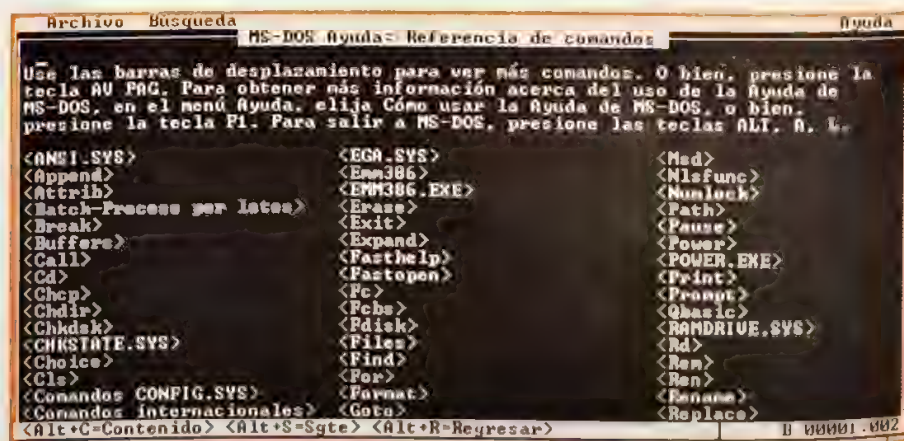 Archivo Búsqueda Ayuda
MS-DOS Ayuda: Referencia de comandos
Use las barras de desplazamiento para ver más comandos. O bien, presione la
tecla AV PAG. Para obtener más información acerca del uso de la Ayuda de
MS-DOS, en el menú Ayuda, elija Cómo usar la Ayuda de MS-DOS, o bien,
presione la tecla F1. Para salir a MS-DOS, presione las teclas ALT, A,
<ANSI.SYS> <EGA.SYS> <Msd>
<Append> <Emm386> <Nlsfunc>
<Attrib> <EMM386.EXE> <Numlock>
<Batch-Process por lotes> <Erase> <Path>
<Break> <Exit> <Pause>
<Buffers> <Expand> <Power>
<Call> <Fasthelp> <POWER.EXE>
<Cd> <Fastopen> <Print>
<Chcp> <Fc> <Prompt>
<Chdir> <Fcbs> <Qbasic>
<Chkdsk> <Fdisk> <RAMDRIVE.SYS>
<CHKSTATE.SYS> <Files> <Rd>
<Choice> <Find> <Rem>
<Cls> <For> <Ren>
<Comandos CONFIG.SYS> <Format> <Rename>
<Comandos internacionales> <Goto> <Replace>
<Alt+C=Contenido> <Alt+S=Sgte> <Alt+R=Regresar> B 00001.002